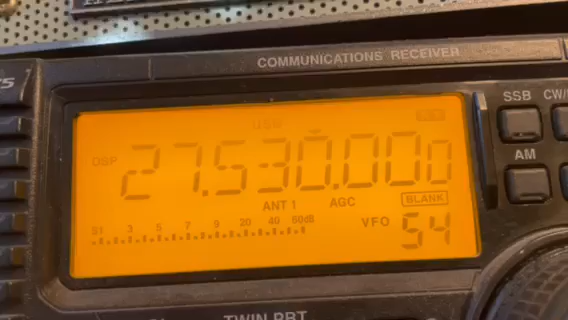 COMMUNICATIONS RECEIVER
SSB
USB
DSP
27.530.000
AM
ANT 1 AGC BLANK
S1 3 5 7 9 20 40 60dB
VFO 54
TWIN PBT